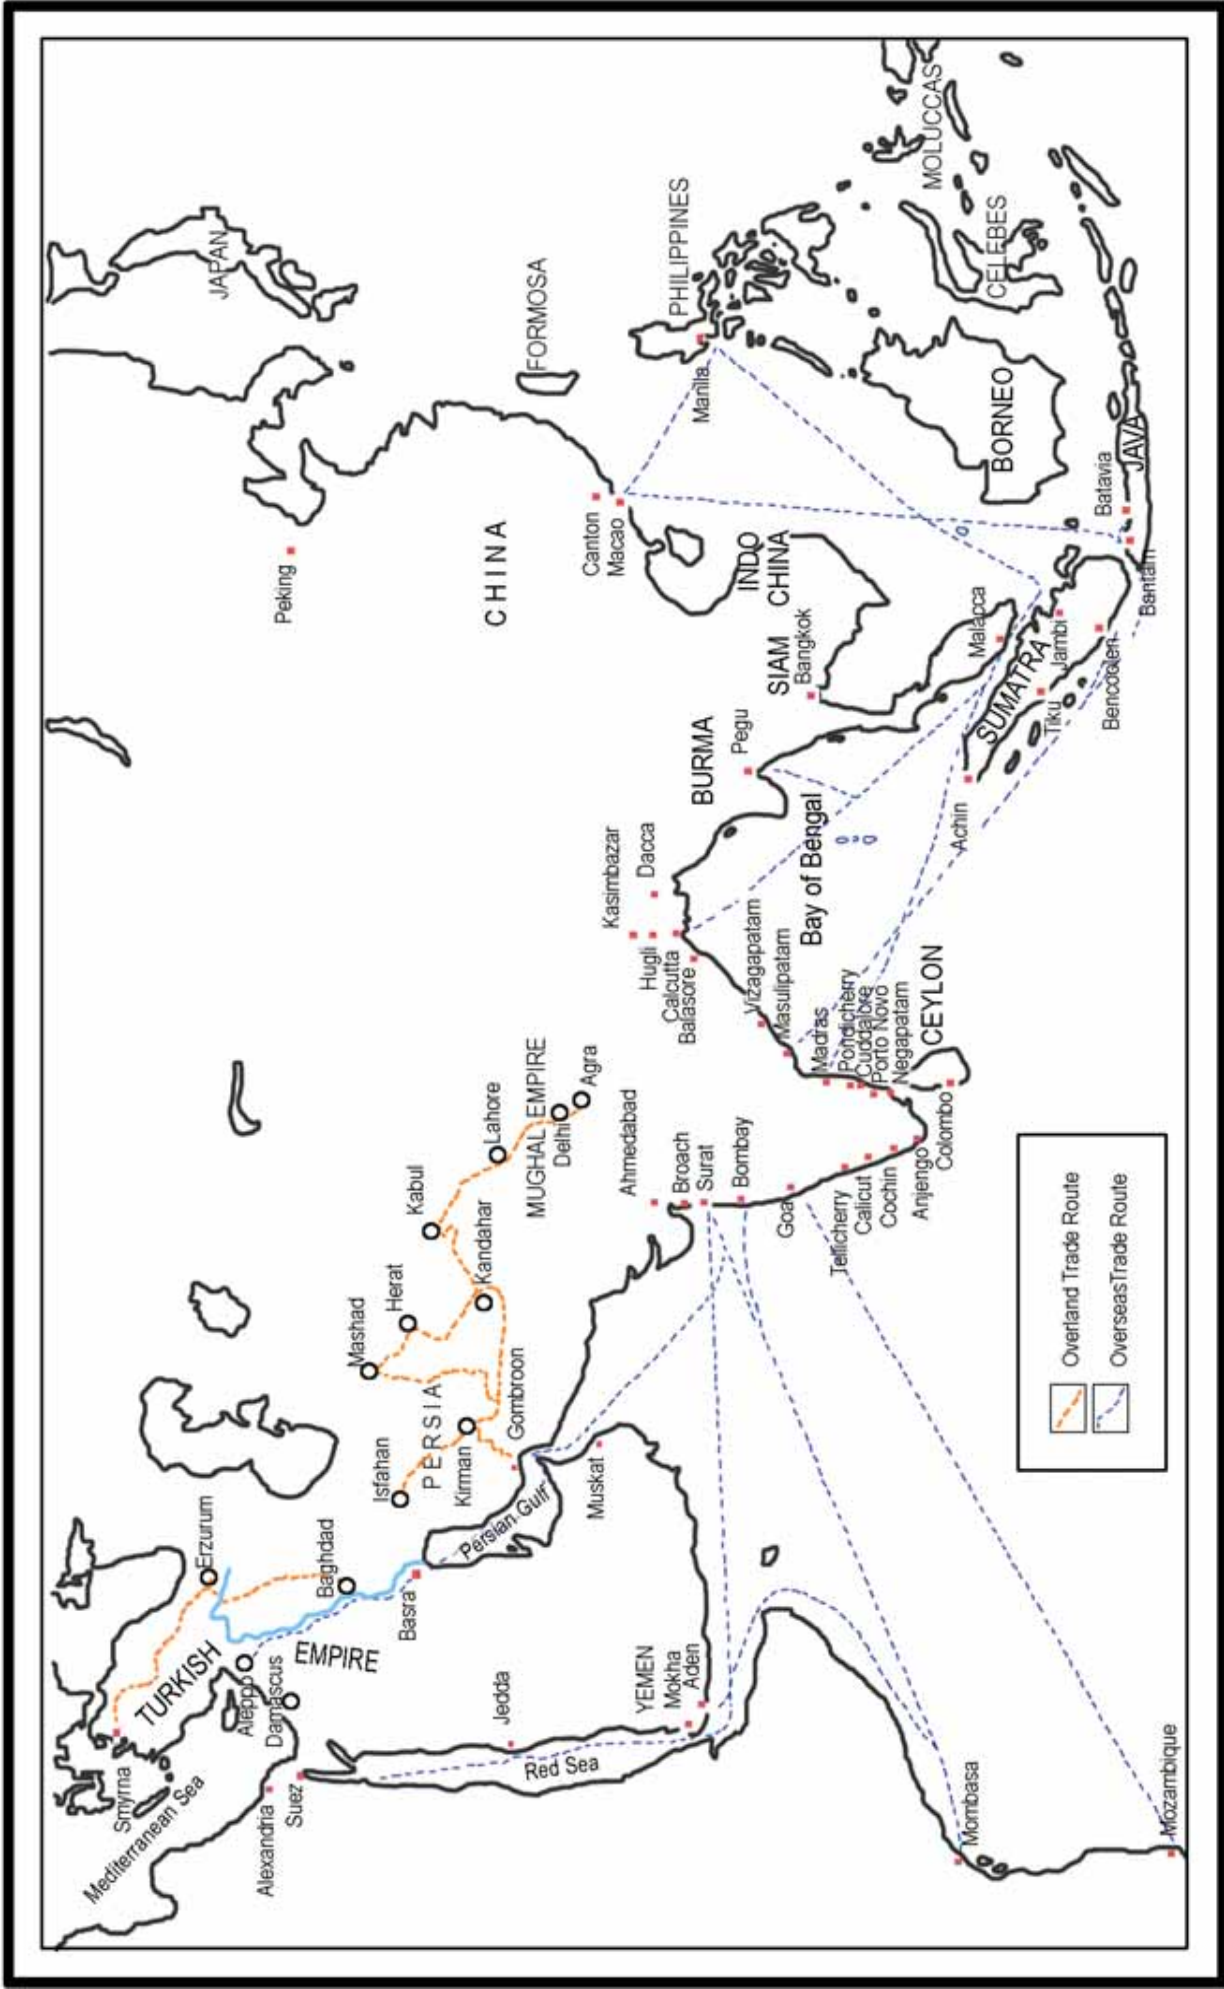 Smyrna
Mediterranean Sea
Alexandria
Suez
TURKISH
EMPIRE
Aleppo
Damascus
Erzurum
Baghdad
Basra
Jedda
Red Sea
YEMEN
Mokha
Aden
Mombasa
Mozambique
Persian Gulf
Muskat
Isfahan
PERSIA
Kirman
Gombroon
Mashad
Herat
Kandahar
Kabul
Lahore
MUGHAL EMPIRE
Delhi
Agra
Ahmedabad
Broach
Surat
Bombay
Goa
Tellicherry
Calicut
Cochin
Anjengo
Colombo
CEYLON
Negapatam
Porto Novo
Cuddalore
Pondicherry
Madras
Masulipatam
Vizagapatam
Balasore
Calcutta
Hugli
Kasimbazar
Dacca
Bay of Bengal
BURMA
Pegu
SIAM
Bangkok
INDO
CHINA
Malacca
Achin
SUMATRA
Tiku
Jambi
Bencoolen
Bantam
Batavia
JAVA
BORNEO
CELEBES
MOLUCCAS
PHILIPPINES
Manilla
FORMOSA
Canton
Macao
CHINA
Peking
JAPAN
Overland Trade Route
OverseasTrade Route